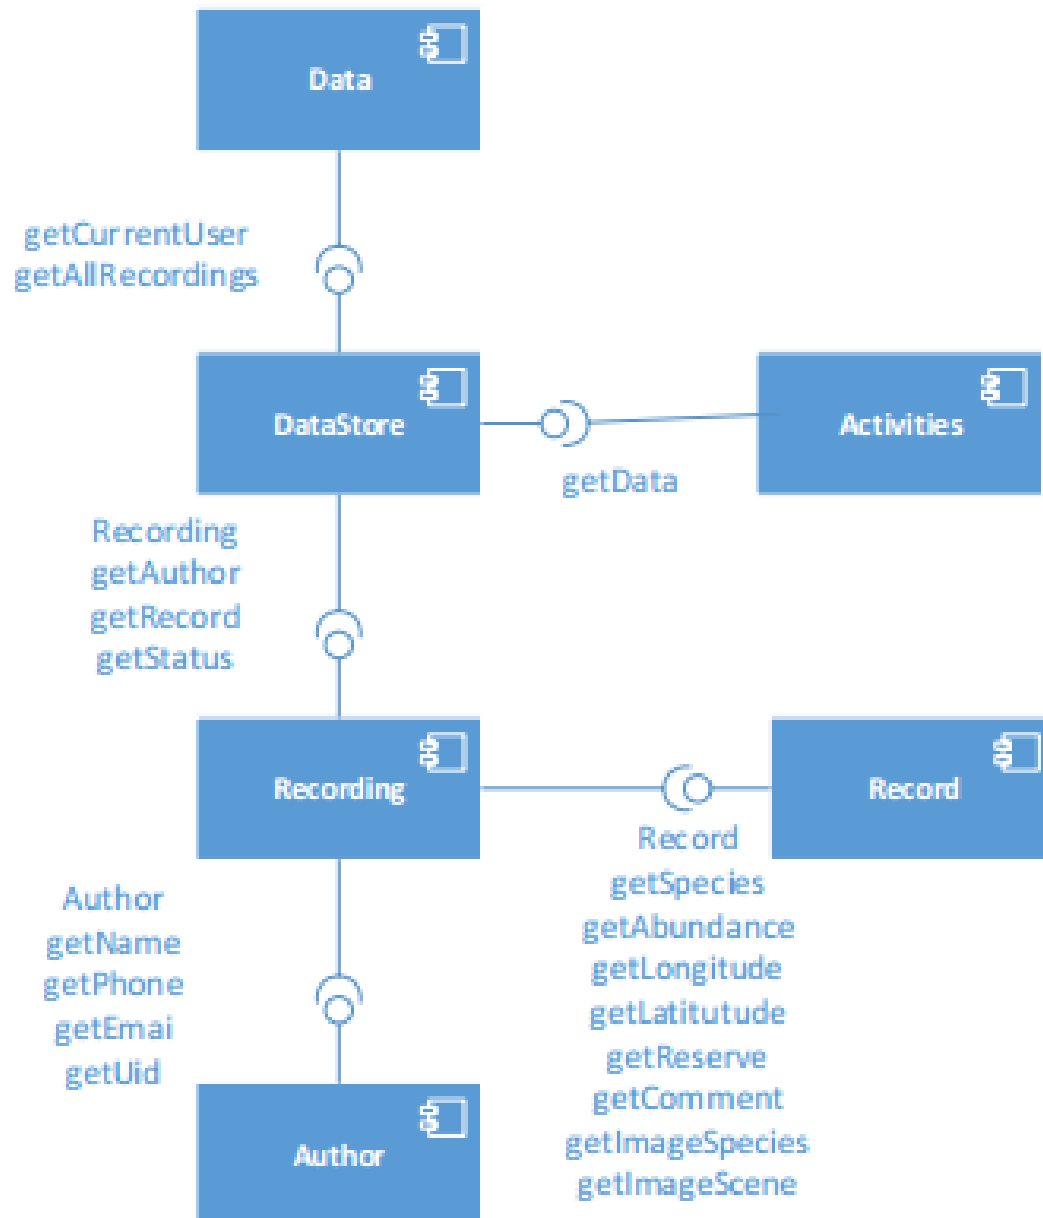 Data
getCurrentUser
getAllRecordings
DataStore
Activities
getData
Recording
getAuthor
getRecord
getStatus
Recording
Record
Record
getSpecies
getAbundance
getLongitude
getLatitutude
getReserve
getComment
getImageSpecies
getImageScene
Author
getName
getPhone
getEmai
getUid
Author